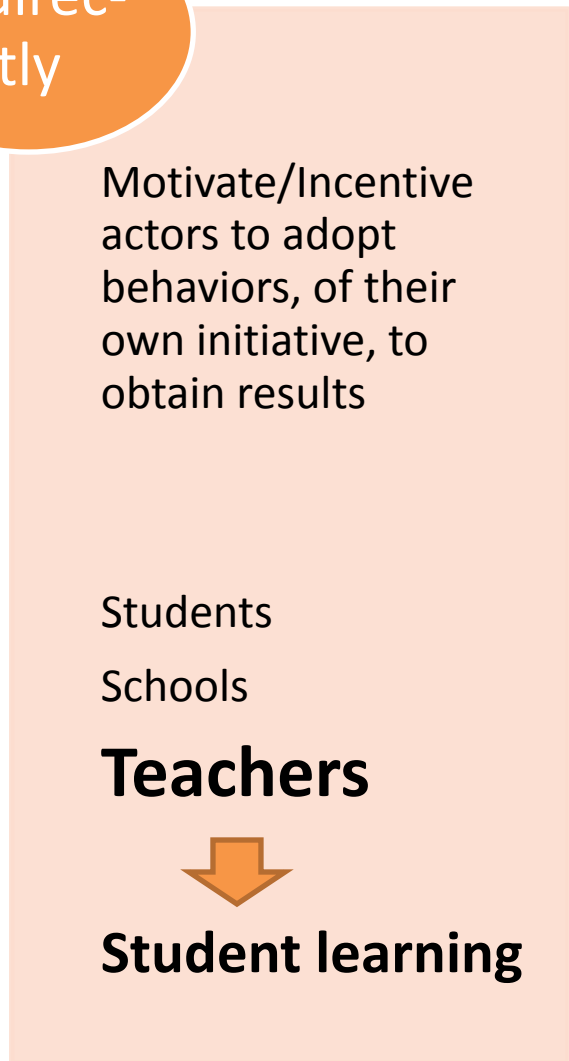 direc-
tly
Motivate/Incentive
actors to adopt
behaviors, of their
own initiative, to
obtain results
Students
Schools
Teachers
Student learning